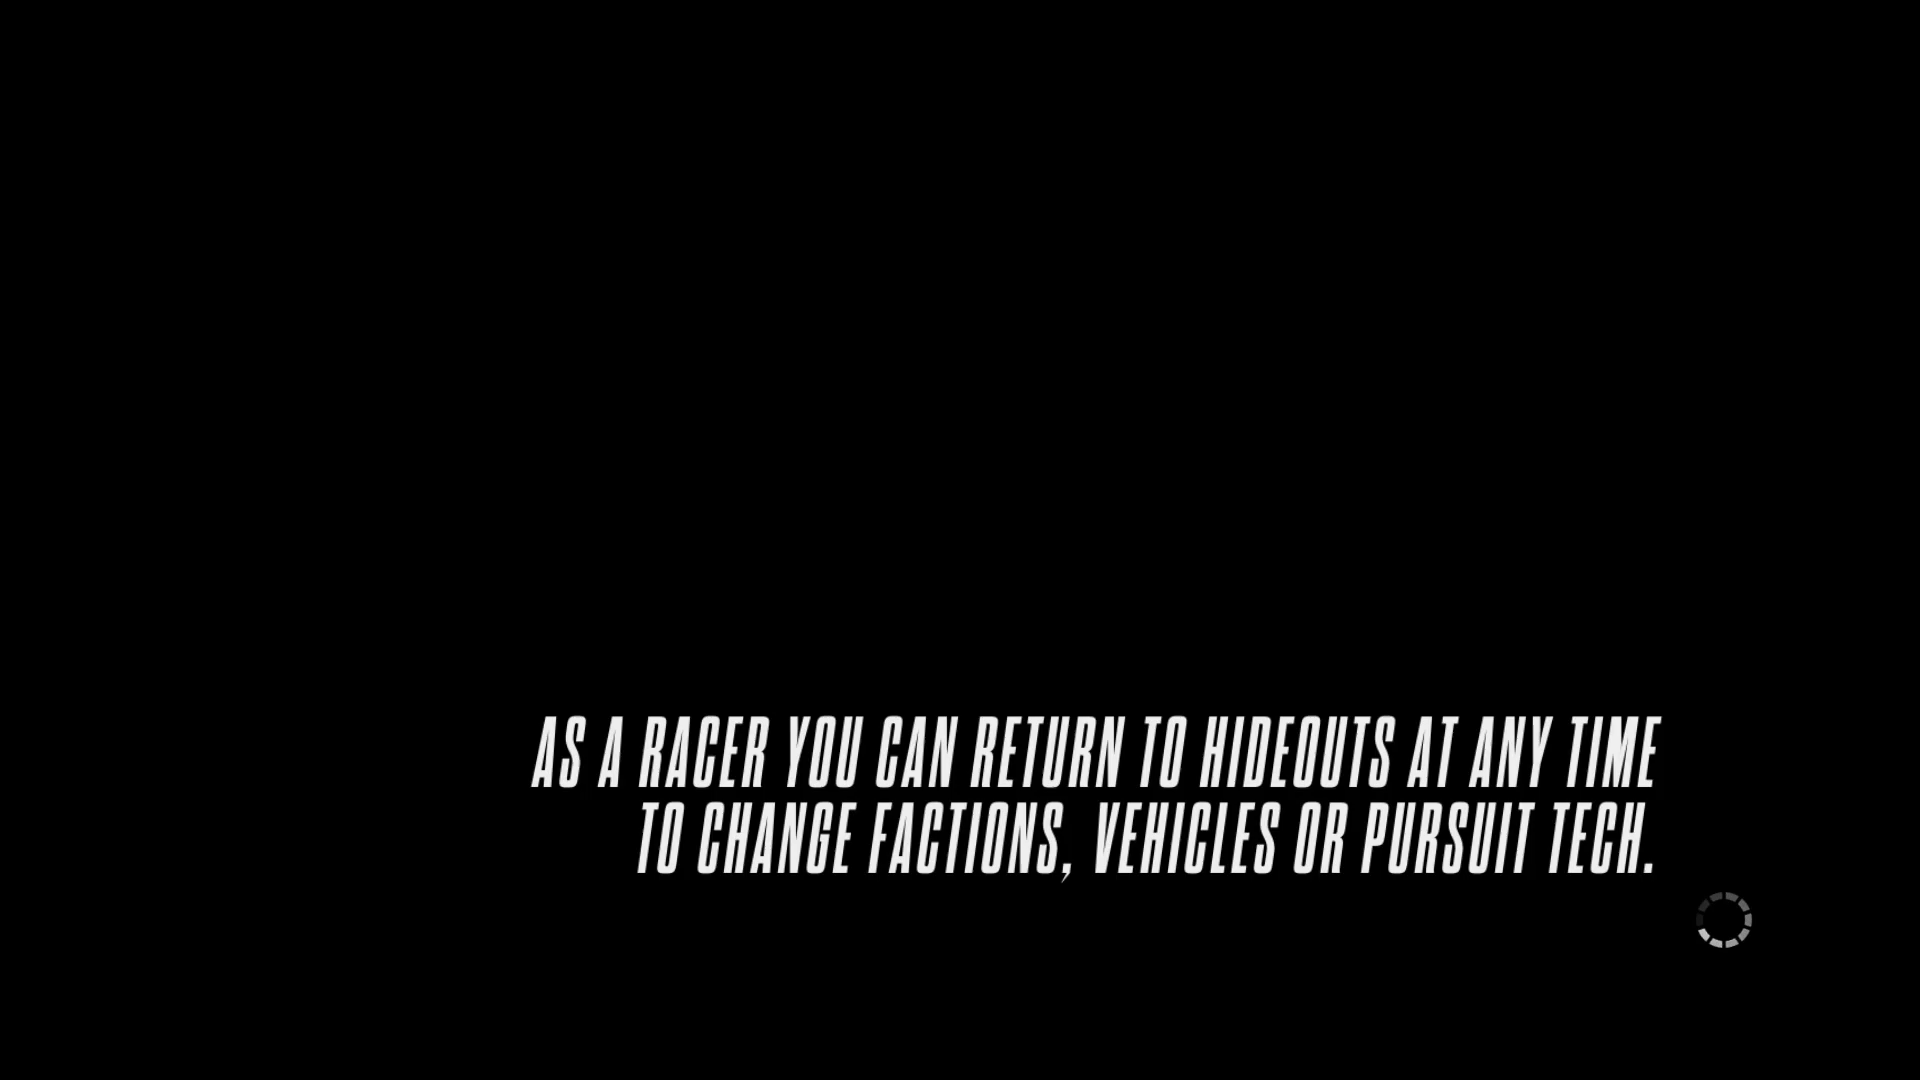 AS A RACER YOU CAN RETURN TO HIDEOUTS AT ANY TIME
TO CHANGE FACTIONS, VEHICLES OR PURSUIT TECH.